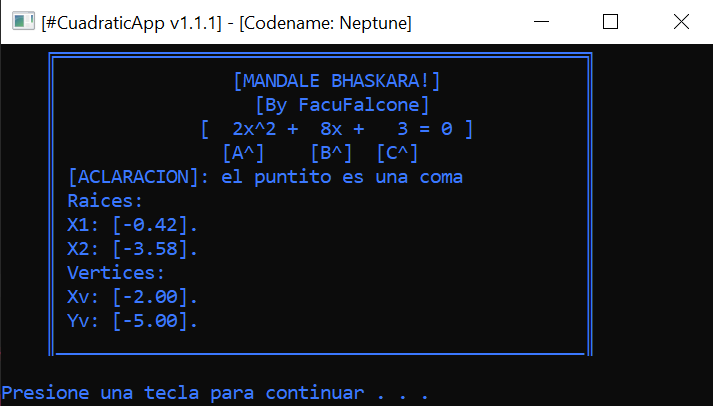 [#CuadraticApp v1.1.1] - [Codename: Neptune]
[MANDALE BHASKARA!]
[By FacuFalcone]
[  2x^2 +  8x +   3 = 0 ]
[A^]    [B^]  [C^]
[ACLARACION]: el puntito es una coma
Raices:
X1: [-0.42].
X2: [-3.58].
Vertices:
Xv: [-2.00].
Yv: [-5.00].
Presione una tecla para continuar . . .